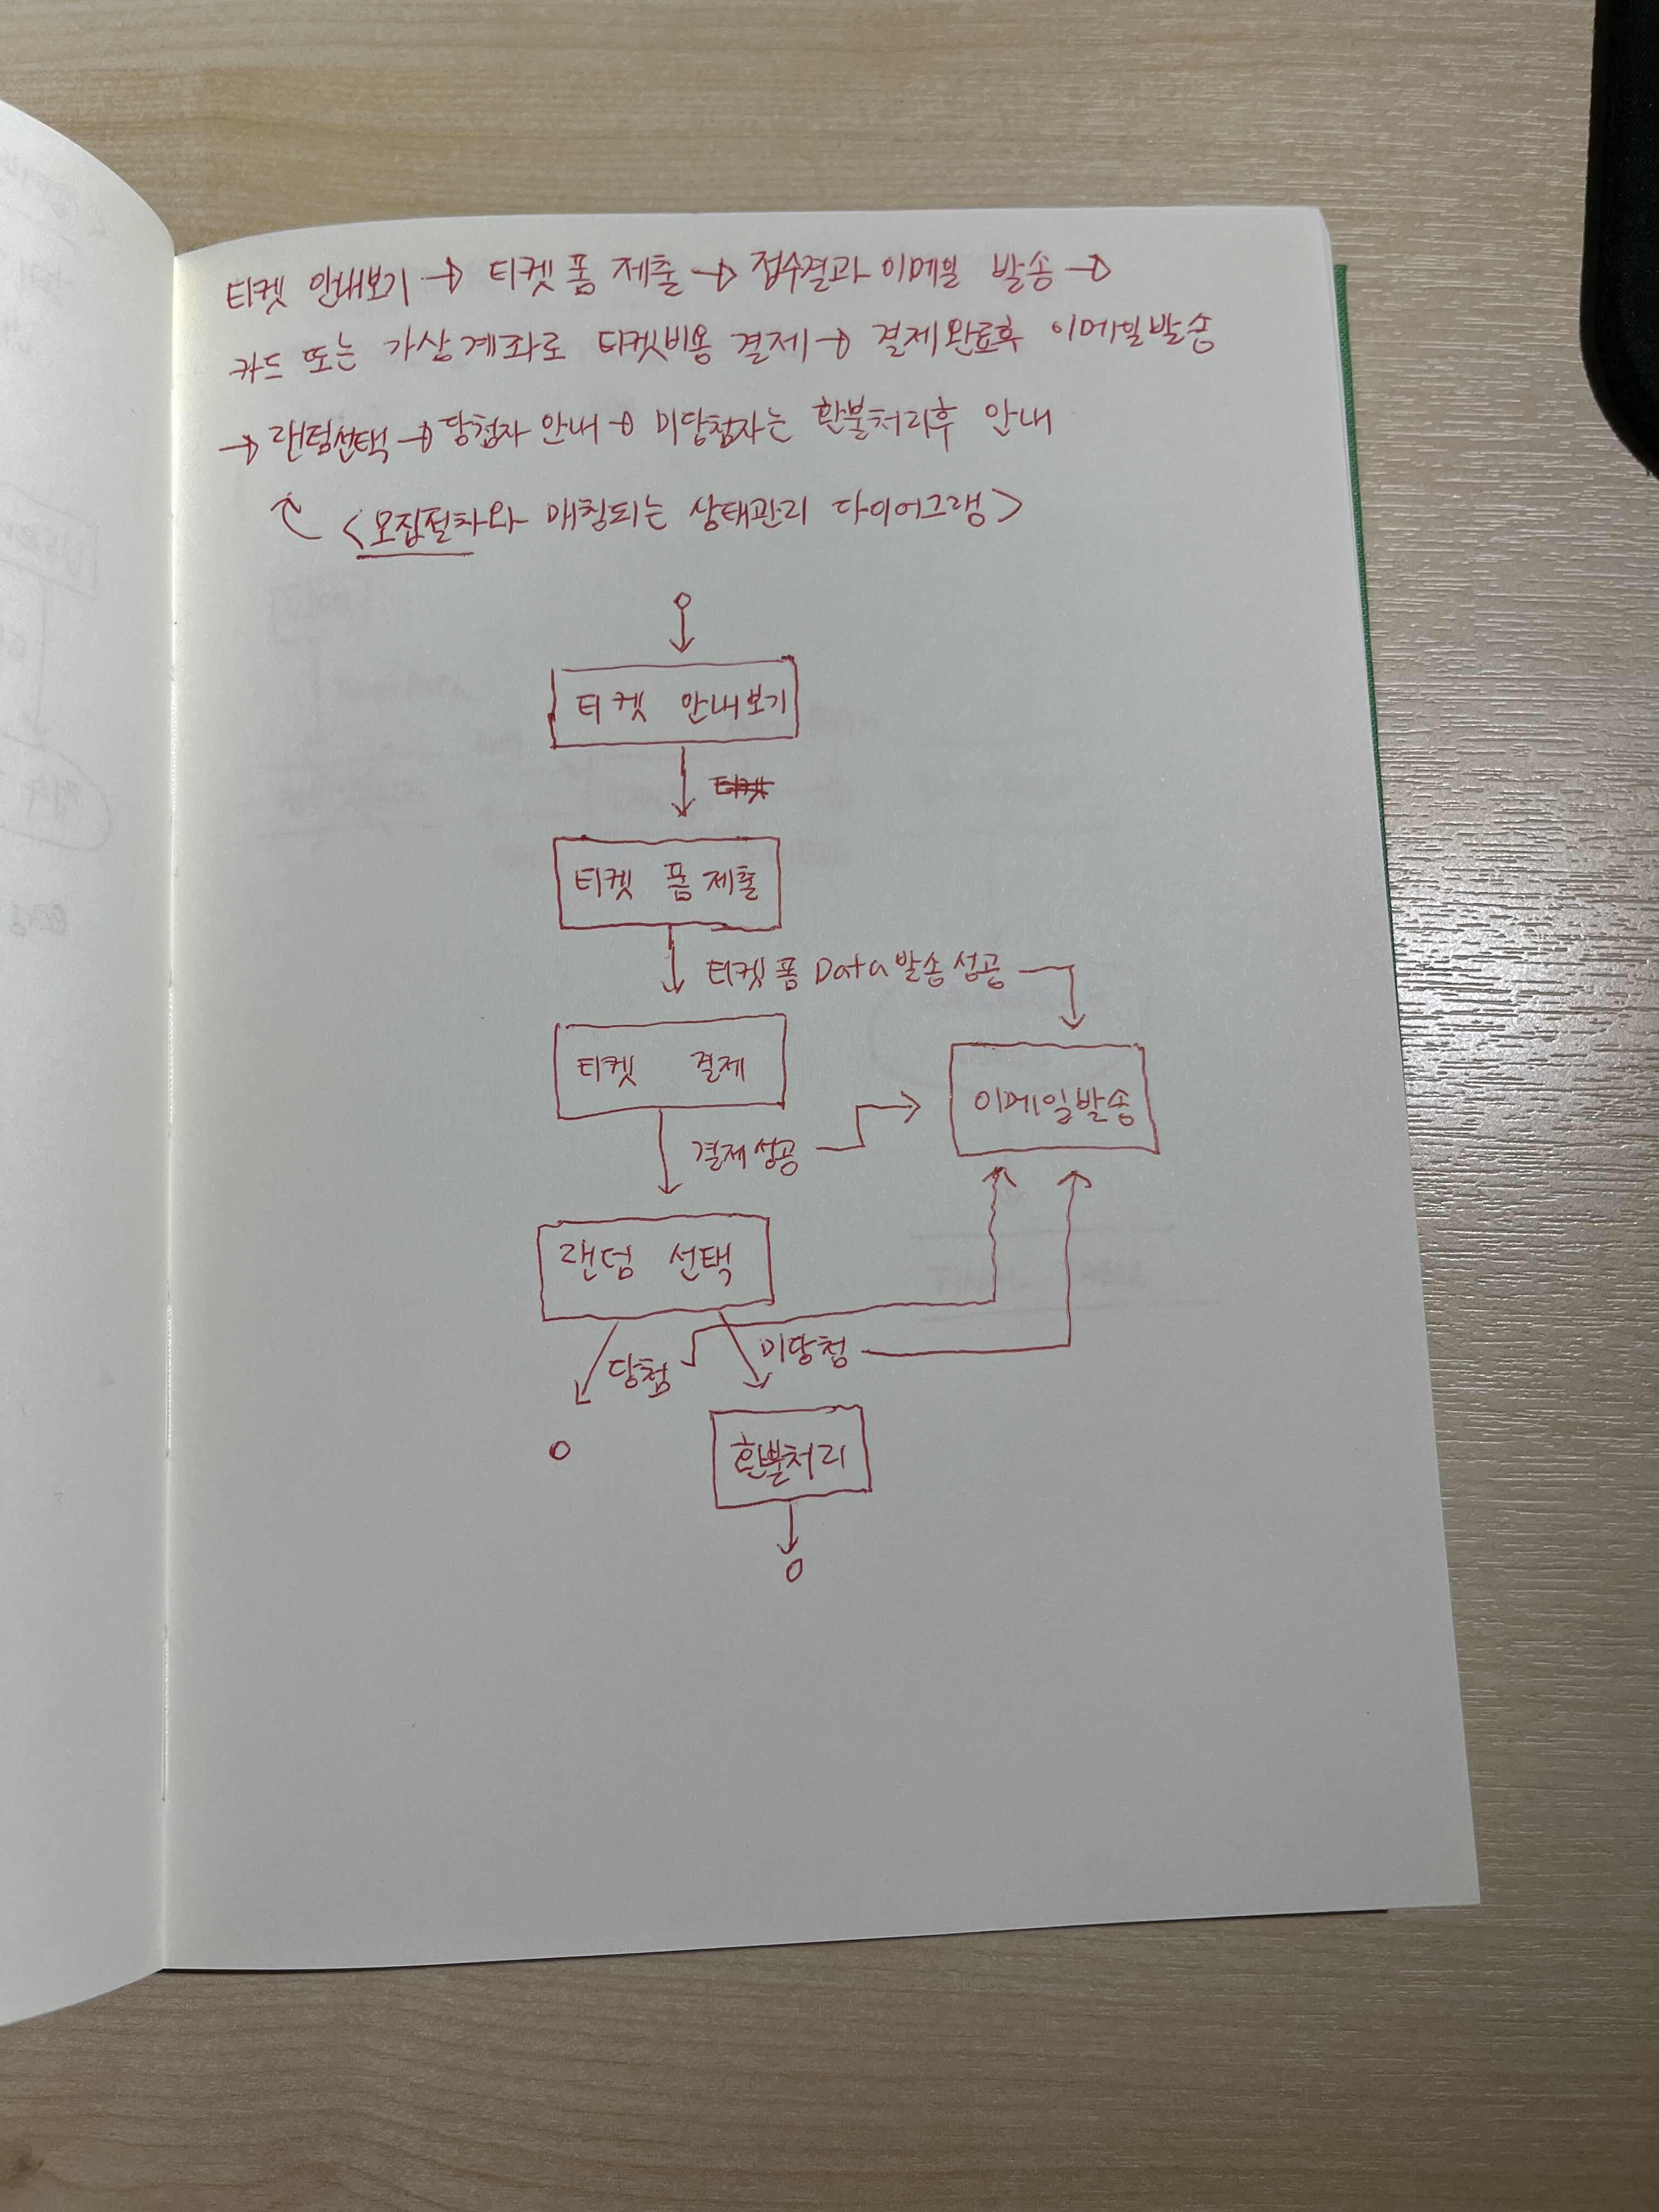 티켓 안내보기 → 티켓 폼 제출 → 접수결과 이메일 발송 →
카드 또는 가상계좌로 티켓비용 결제 → 결제완료후 이메일발송
→ 랜덤선택 → 당첨자 안내 → 미당첨자는 환불처리후 안내
<모집절차와 매칭되는 상태관리 다이어그램>
티켓 안내보기
티켓
티켓 폼 제출
티켓 폼 Data 발송 성공
티켓 결제
이메일발송
결제 성공
랜덤 선택
당첨
미당첨
환불처리